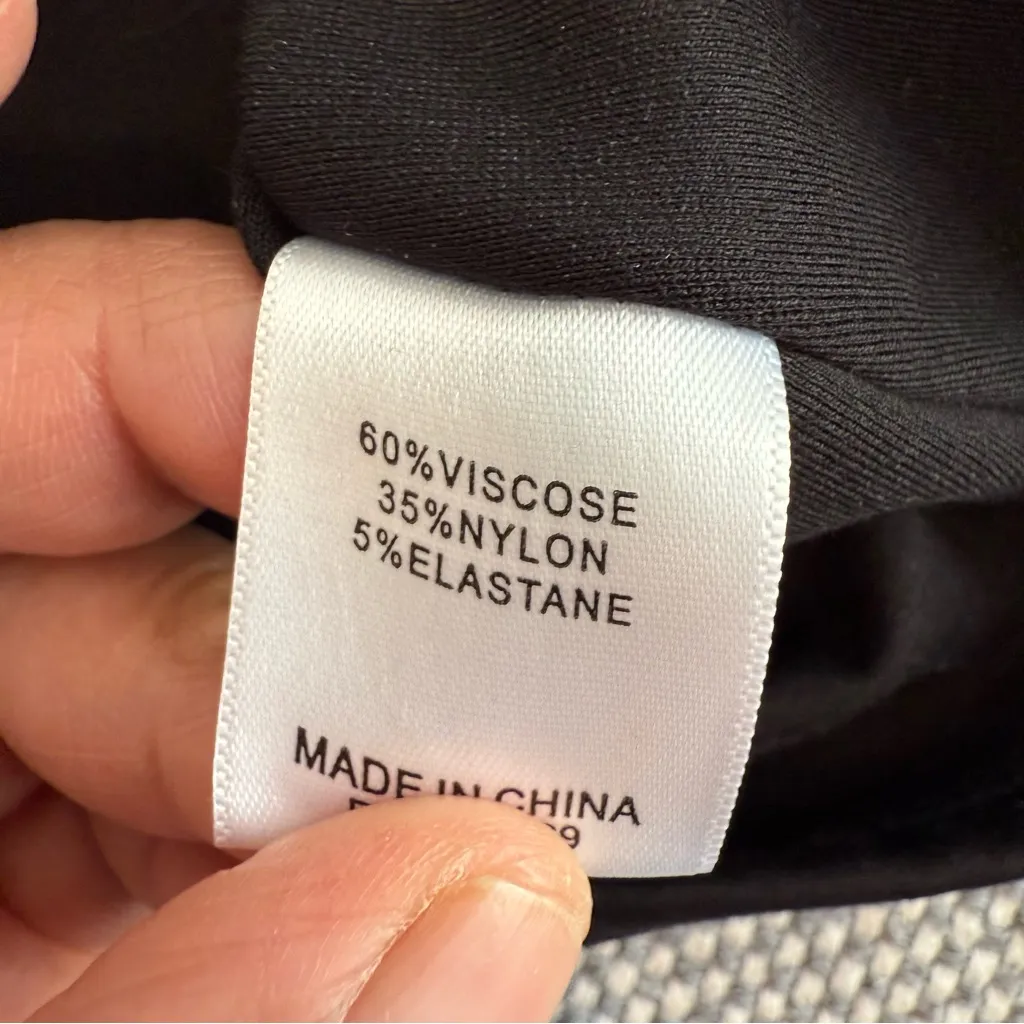 60%VISCOSE
35%NYLON
5%ELASTANE
MADE IN CHINA